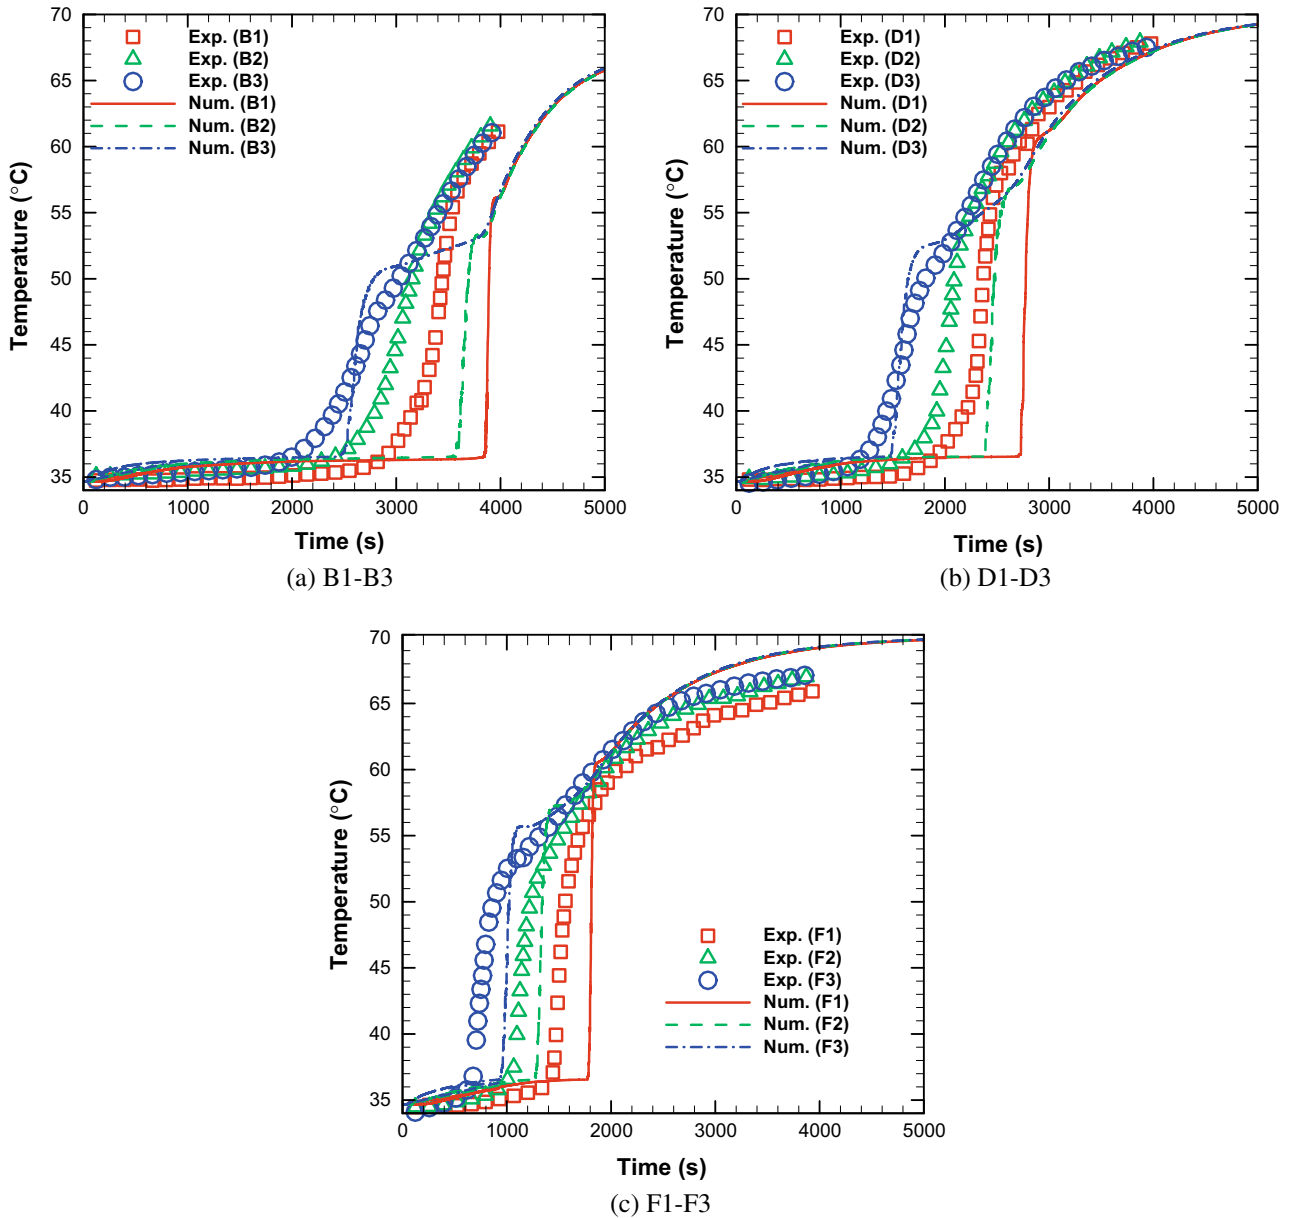 70
65
60
55
50
45
40
35
Temperature (°C)
Exp. (B1)
Exp. (B2)
Exp. (B3)
Num. (B1)
Num. (B2)
Num. (B3)
0 1000 2000 3000 4000 5000
Time (s)
(a) B1-B3
70
65
60
55
50
45
40
35
Temperature (°C)
Exp. (D1)
Exp. (D2)
Exp. (D3)
Num. (D1)
Num. (D2)
Num. (D3)
0 1000 2000 3000 4000 5000
Time (s)
(b) D1-D3
70
65
60
55
50
45
40
35
Temperature (°C)
Exp. (F1)
Exp. (F2)
Exp. (F3)
Num. (F1)
Num. (F2)
Num. (F3)
0 1000 2000 3000 4000 5000
Time (s)
(c) F1-F3